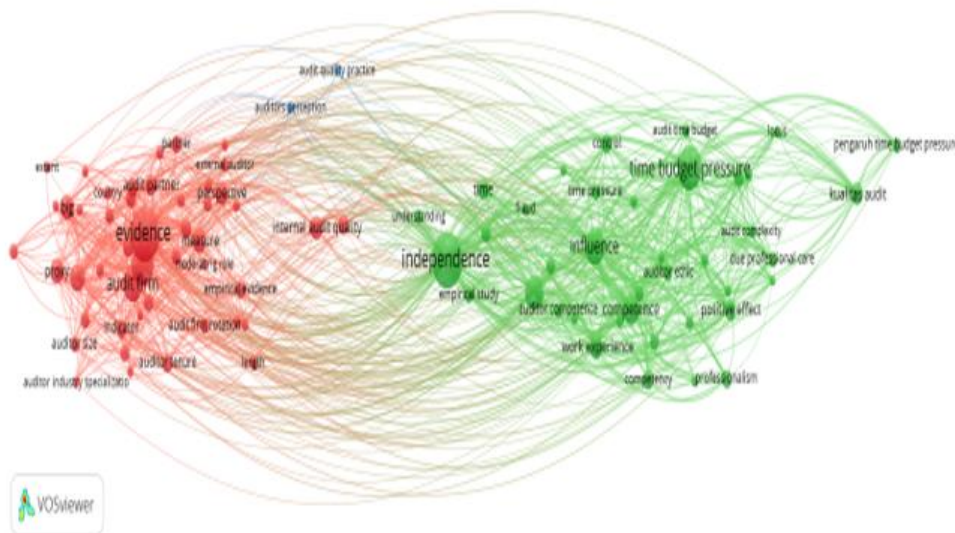 audit quality practice
auditors perception
partner
extent
external auditor
audit partner
country
perspective
big
evidence
measure
internal audit quality
proxy
moderating role
audit firm
empirical evidence
indicator
audit firm rotation
auditor size
auditor tenure
length
auditor industry specializatio
control
audit time budget
locus
pengaruh time budget pressure
time budget pressure
time
time pressure
kualitas audit
understanding
fraud
influence
independence
audit complexity
due professional care
auditor ethic
empirical study
auditor competence
competence
positive effect
work experience
competency
professionalism
VOSviewer